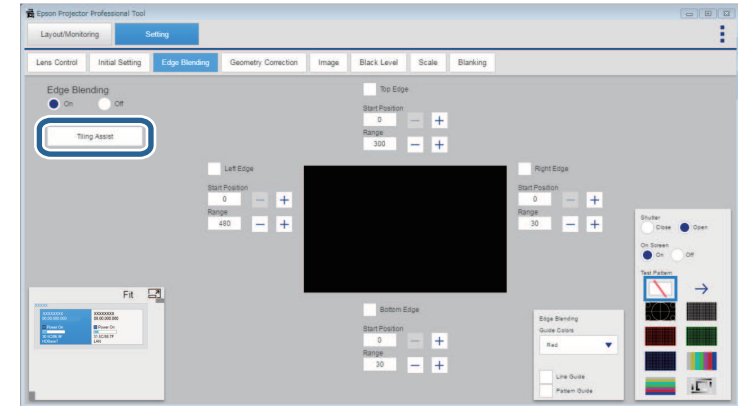 Epson Projector Professional Tool
Layout/Monitoring
Setting
Lens Control
Initial Setting
Edge Blending
Geometry Correction
Image
Black Level
Scale
Blanking
Edge Blending
On
Off
Tiling Assist
Top Edge
Start Position
0
Range
300
Left Edge
Start Position
0
Range
480
Right Edge
Start Position
0
Range
30
Bottom Edge
Start Position
0
Range
30
Fit
XXXXXXXX
XXXXXXXX
Power On
Power On
LAN
Edge Blending
Guide Colors
Red
Line Guide
Pattern Guide
Shutter
Close
Open
On Screen
On
Off
Test Pattern